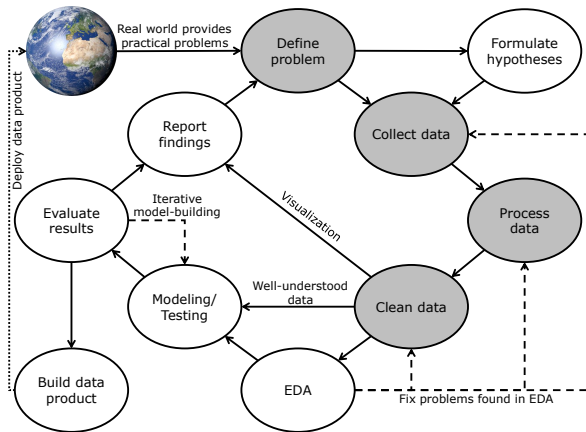 Real world provides
practical problems
Define
problem
Formulate
hypotheses
Deploy data product
Report
findings
Collect data
Evaluate
results
Iterative
model-building
Visualization
Process
data
Modeling/
Testing
Well-understood
data
Clean data
Build data
product
EDA
Fix problems found in EDA